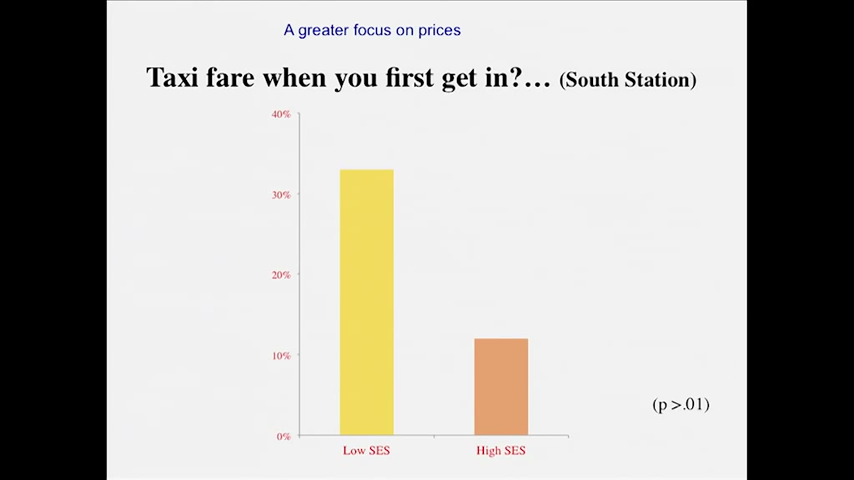 A greater focus on prices
Taxi fare when you first get in?… (South Station)
40%
30%
20%
10%
0%
Low SES
High SES
(p >.01)